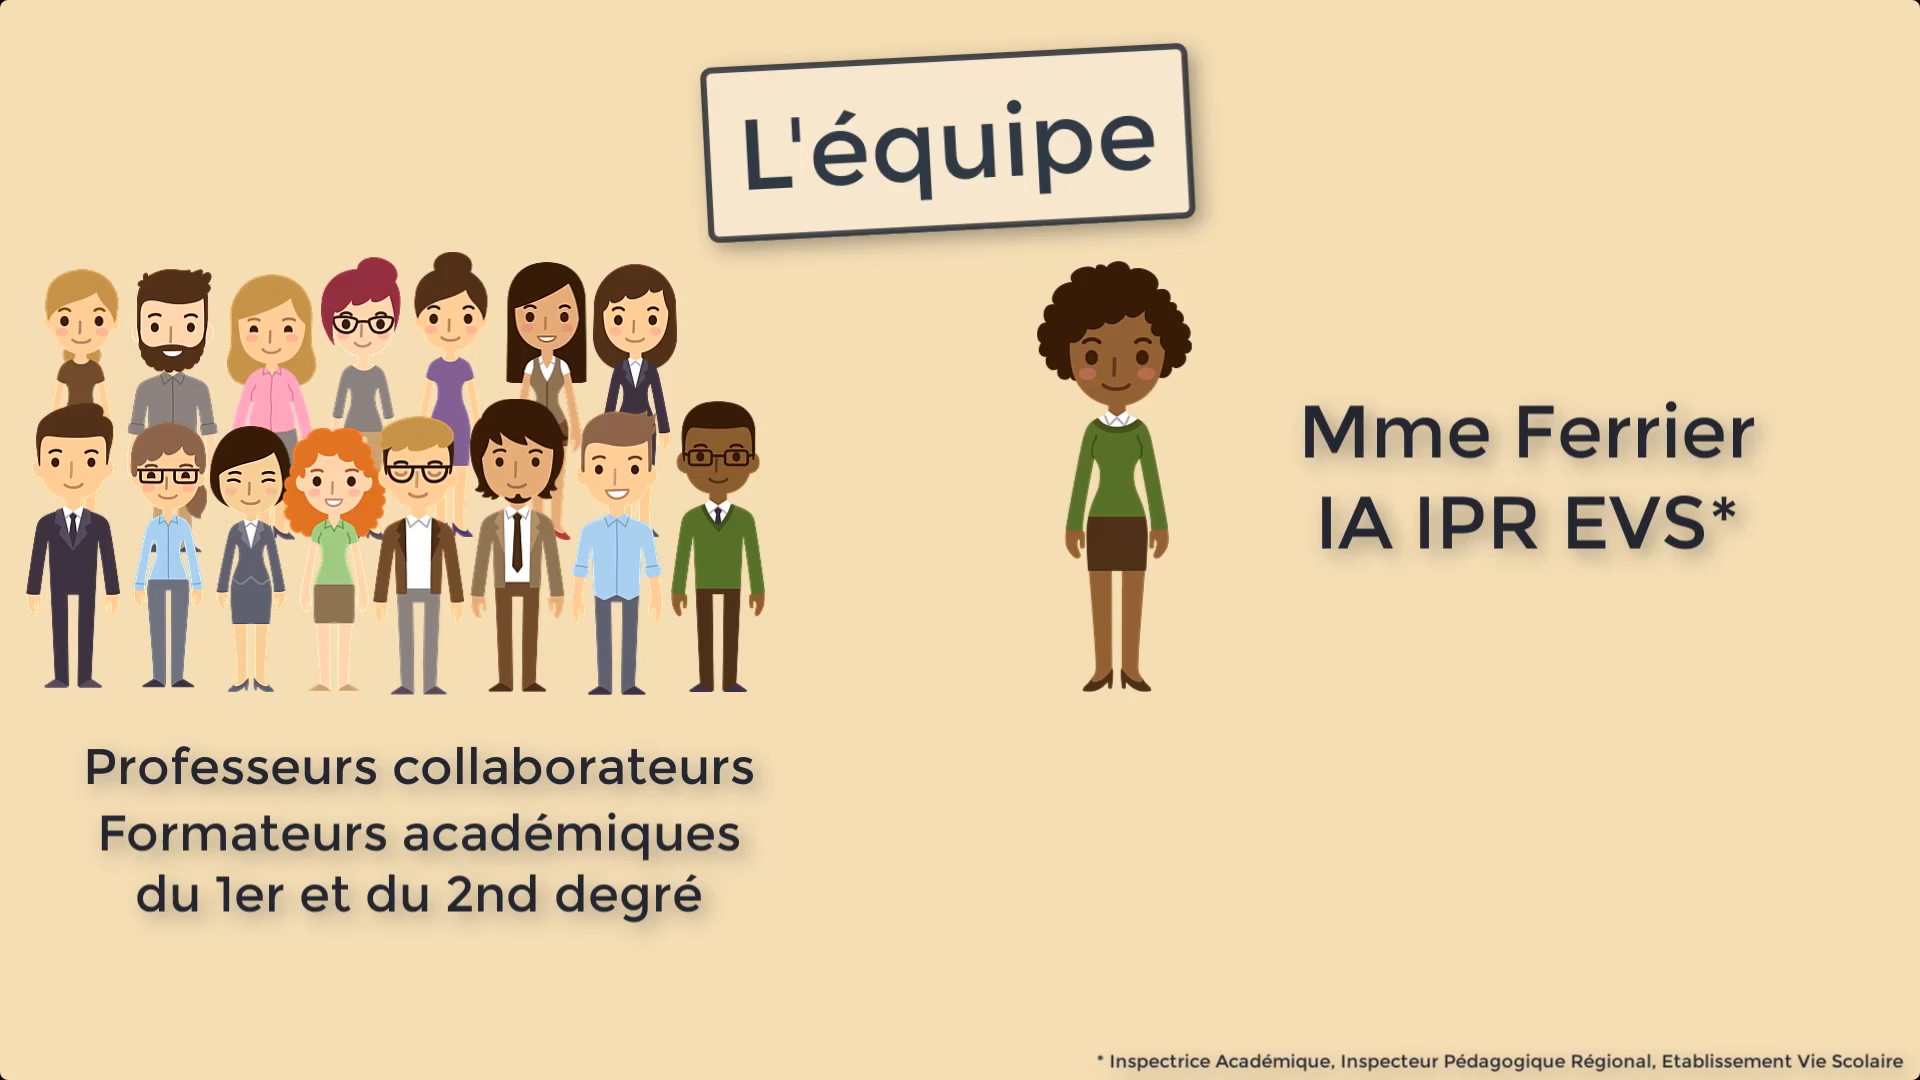 L'équipe
Mme Ferrier
IA IPR EVS*
Professeurs collaborateurs
Formateurs académiques
du 1er et du 2nd degré
* Inspectrice Académique, Inspecteur Pédagogique Régional, Etablissement Vie Scolaire